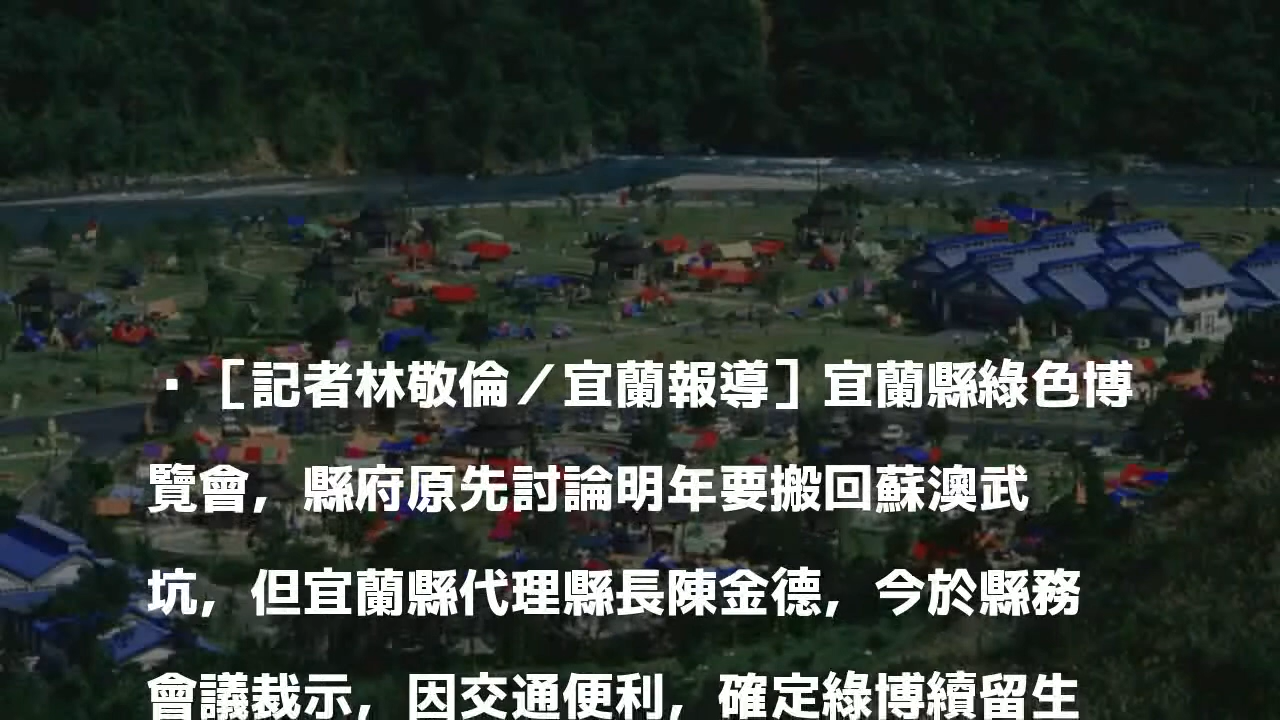 ▪［記者林敬倫／宜蘭報導］宜蘭縣綠色博
覽會，縣府原先討論明年要搬回蘇澳武
坑，但宜蘭縣代理縣長陳金德，今於縣務
會議裁示，因交通便利，確定綠博續留生